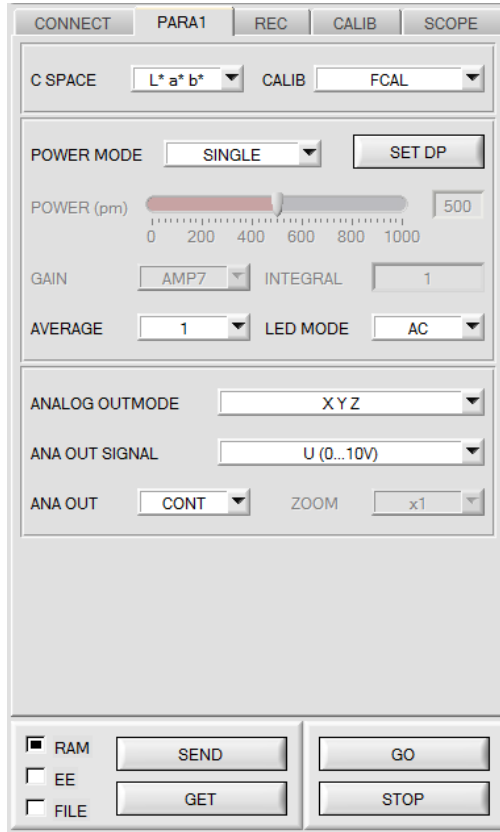 CONNECT PARA1 REC CALIB SCOPE
C SPACE L* a* b* CALIB FCAL
POWER MODE SINGLE SET DP
POWER (pm) 500
0 200 400 600 800 1000
GAIN AMP7 INTEGRAL 1
AVERAGE 1 LED MODE AC
ANALOG OUTMODE X Y Z
ANA OUT SIGNAL U (0...10V)
ANA OUT CONT ZOOM x1
RAM SEND GO
EE
GET STOP
FILE